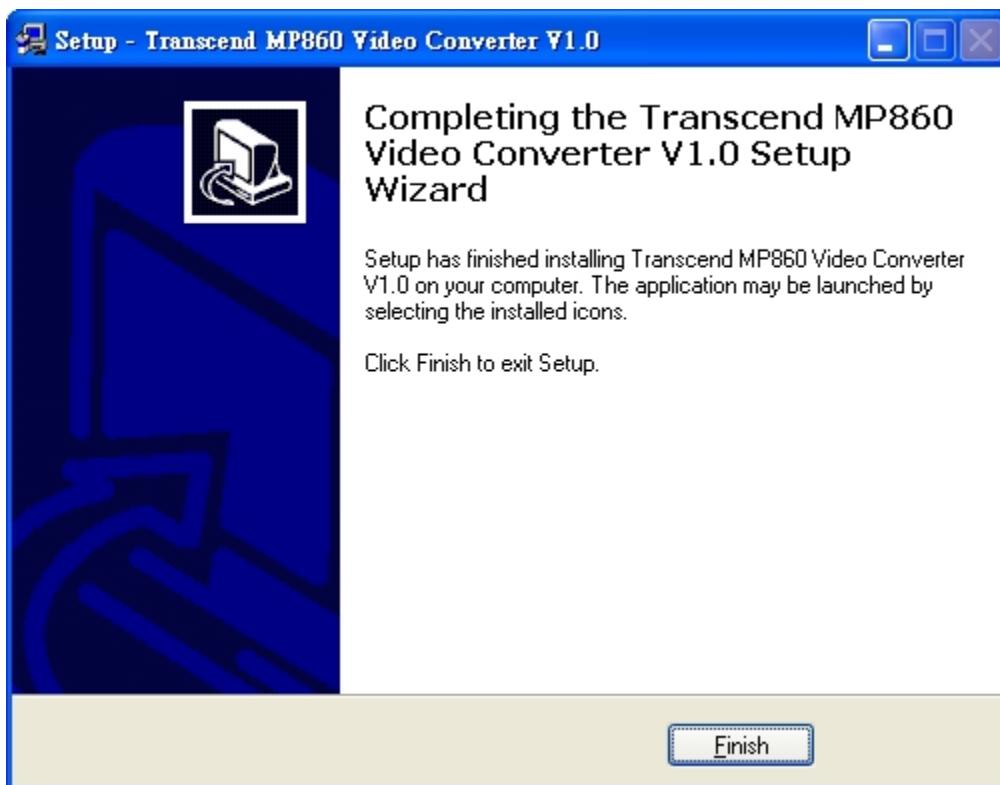 Setup - Transcend MP860 Video Converter V1.0
Completing the Transcend MP860
Video Converter V1.0 Setup
Wizard
Setup has finished installing Transcend MP860 Video Converter
V1.0 on your computer. The application may be launched by
selecting the installed icons.
Click Finish to exit Setup.
Finish